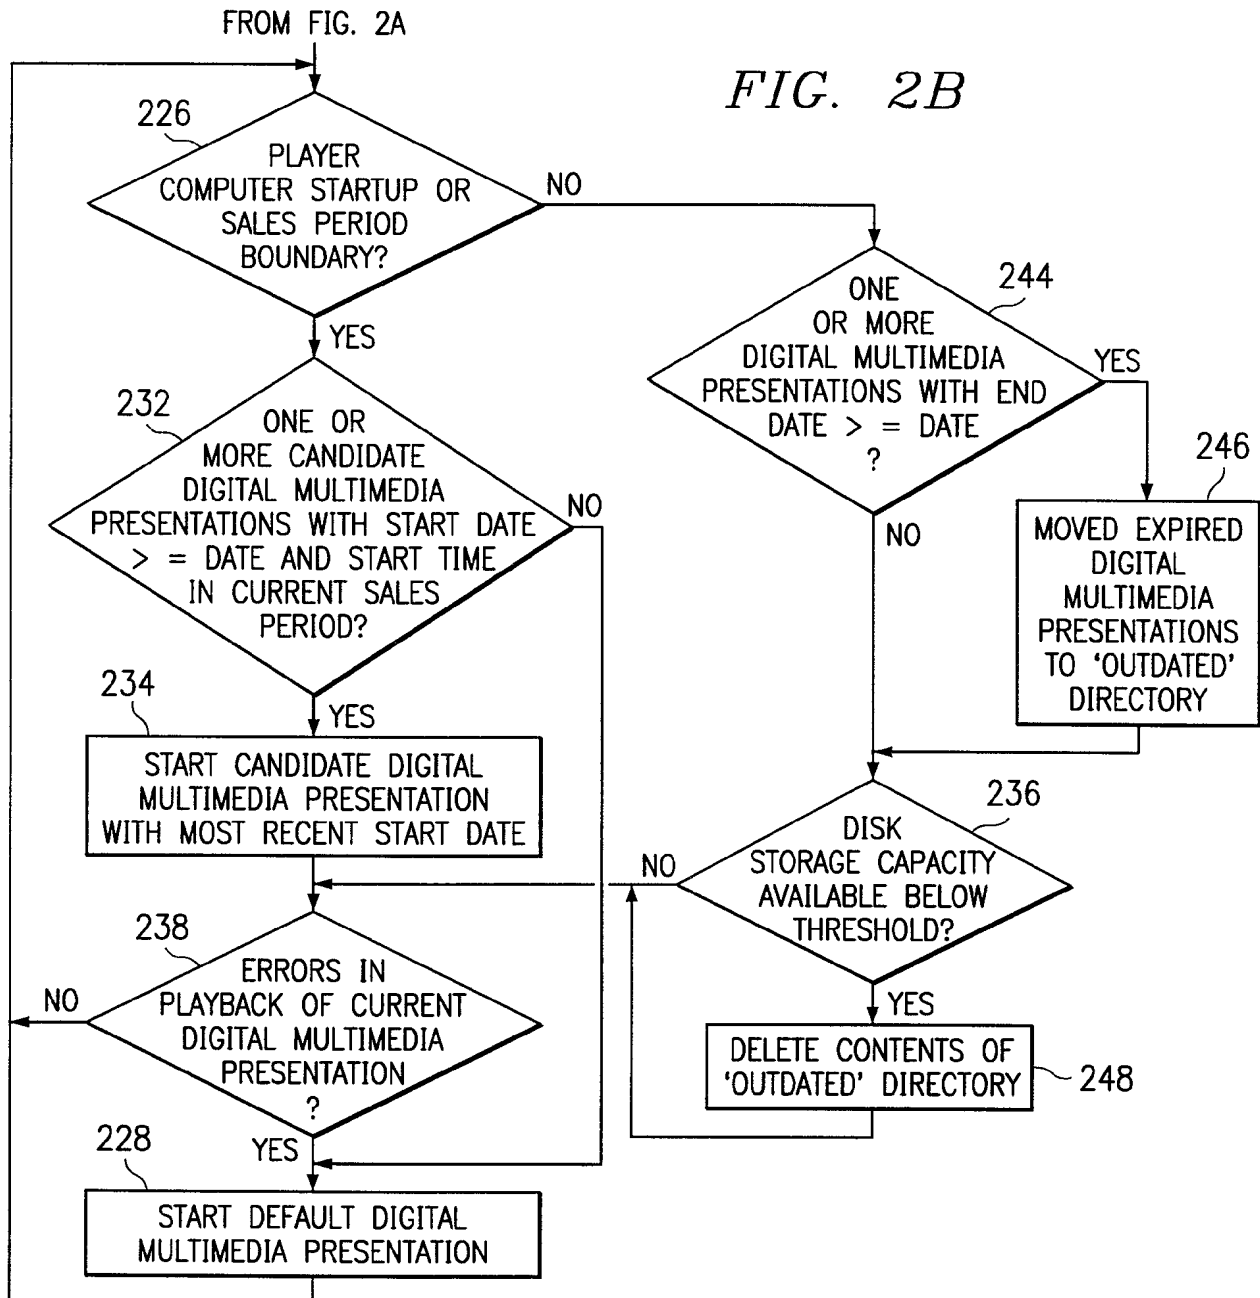 FROM FIG. 2A
FIG. 2B
226
PLAYER
COMPUTER STARTUP OR
SALES PERIOD
BOUNDARY?
NO
YES
244
ONE
OR MORE
DIGITAL MULTIMEDIA
PRESENTATIONS WITH END
DATE > = DATE
?
YES
NO
246
MOVED EXPIRED
DIGITAL
MULTIMEDIA
PRESENTATIONS
TO 'OUTDATED'
DIRECTORY
232
ONE OR
MORE CANDIDATE
DIGITAL MULTIMEDIA
PRESENTATIONS WITH START DATE
> = DATE AND START TIME
IN CURRENT SALES
PERIOD?
NO
YES
234
START CANDIDATE DIGITAL
MULTIMEDIA PRESENTATION
WITH MOST RECENT START DATE
236
DISK
STORAGE CAPACITY
AVAILABLE BELOW
THRESHOLD?
NO
YES
DELETE CONTENTS OF
'OUTDATED' DIRECTORY
248
238
ERRORS IN
PLAYBACK OF CURRENT
DIGITAL MULTIMEDIA
PRESENTATION
?
NO
YES
228
START DEFAULT DIGITAL
MULTIMEDIA PRESENTATION